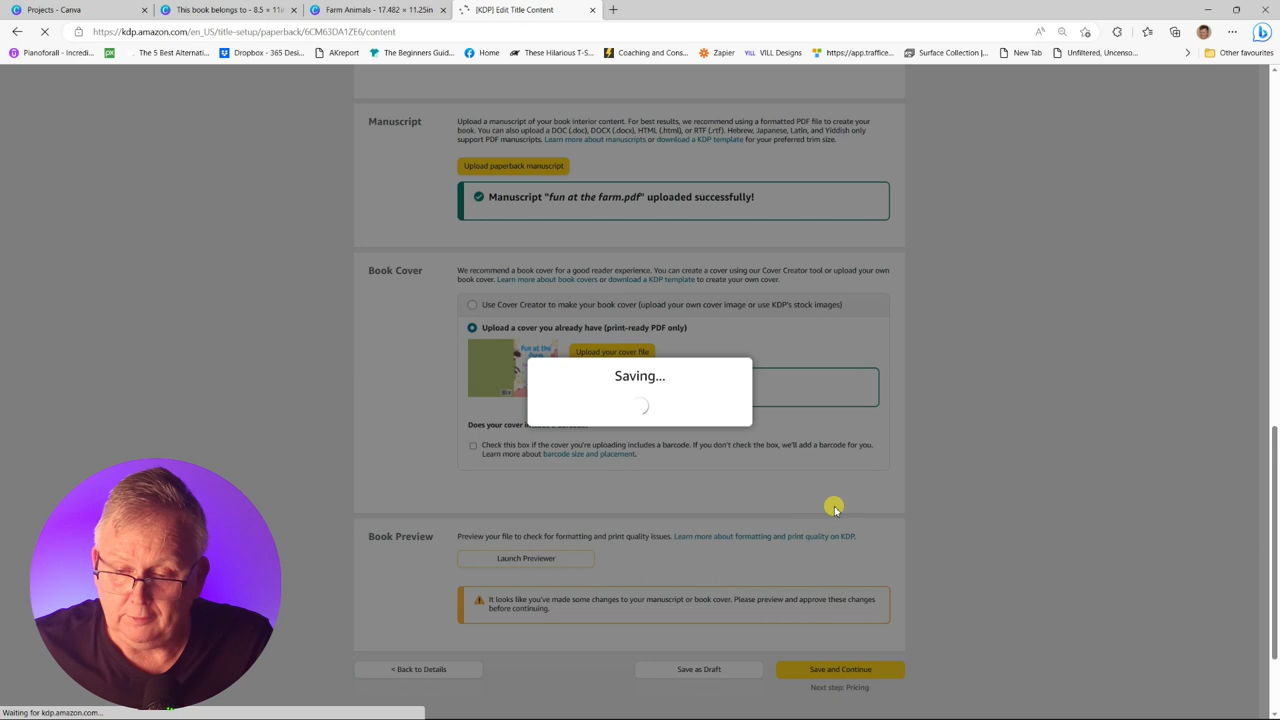 Projects - Canva
This book belongs to - 8.5 × 11in
Farm Animals - 17.482 × 11.25in
[KDP] Edit Title Content
https://kdp.amazon.com/en_US/title-setup/paperback/6CM63DA1ZE6/content
Pianoforall - Incredi...
The 5 Best Alternati...
Dropbox - 365 Desi...
AKreport
The Beginners Guid...
Home
These Hilarious T-S...
Coaching and Cons...
Zapier
VILL Designs
https://app.traffice...
Surface Collection |...
New Tab
Unfiltered, Uncenso...
Other favourites
Manuscript
Upload a manuscript of your book interior content. For best results, we recommend using a formatted PDF file to create your
book. You can also upload a DOC (.doc), DOCX (.docx), HTML (.html), or RTF (.rtf). Hebrew, Japanese, Latin, and Yiddish only
support PDF manuscripts. Learn more about manuscripts or download a KDP template for your preferred trim size.
Upload paperback manuscript
Manuscript "fun at the farm.pdf" uploaded successfully!
Book Cover
We recommend a book cover for a good reader experience. You can create a cover using our Cover Creator tool or upload your own
book cover. Learn more about book covers or download a KDP template to create your own cover.
Use Cover Creator to make your book cover (upload your own cover image or use KDP's stock images)
Upload a cover you already have (print-ready PDF only)
fun at the
farm
Upload your cover file
Saving...
Does your cover
Check this box if the cover you're uploading includes a barcode. If you don't check the box, we'll add a barcode for you.
Learn more about barcode size and placement.
Book Preview
Preview your file to check for formatting and print quality issues. Learn more about formatting and print quality on KDP.
Launch Previewer
It looks like you've made some changes to your manuscript or book cover. Please preview and approve these changes
before continuing.
< Back to Details
Save as Draft
Save and Continue
Next step: Pricing
Waiting for kdp.amazon.com...